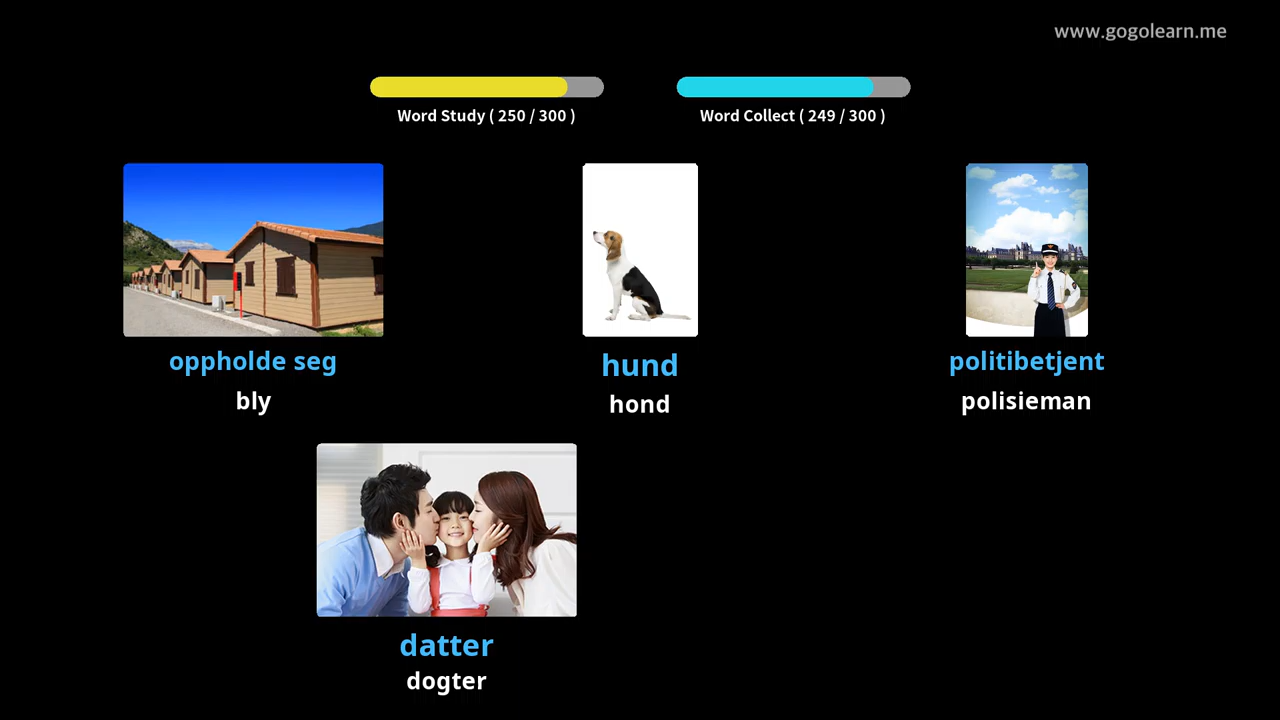 www.gogolearn.me
Word Study ( 250 / 300 )
Word Collect ( 249 / 300 )
oppholde seg
hund
politibetjent
bly
hond
polisieman
datter
dogter